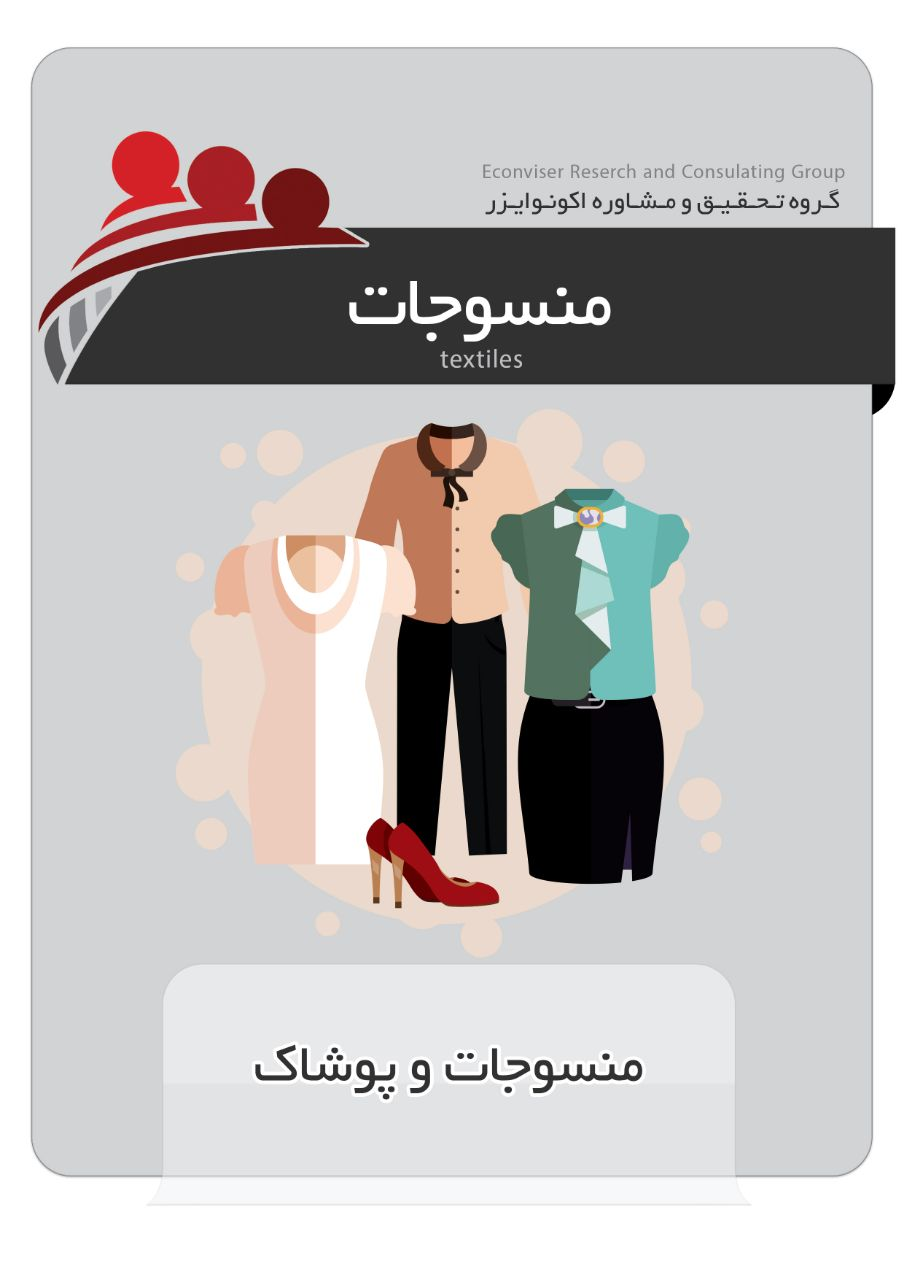 Econviser Reserch and Consulating Group
گروه تحقیق و مشاوره اکونوایزر
منسوجات
textiles
منسوجات و پوشاک